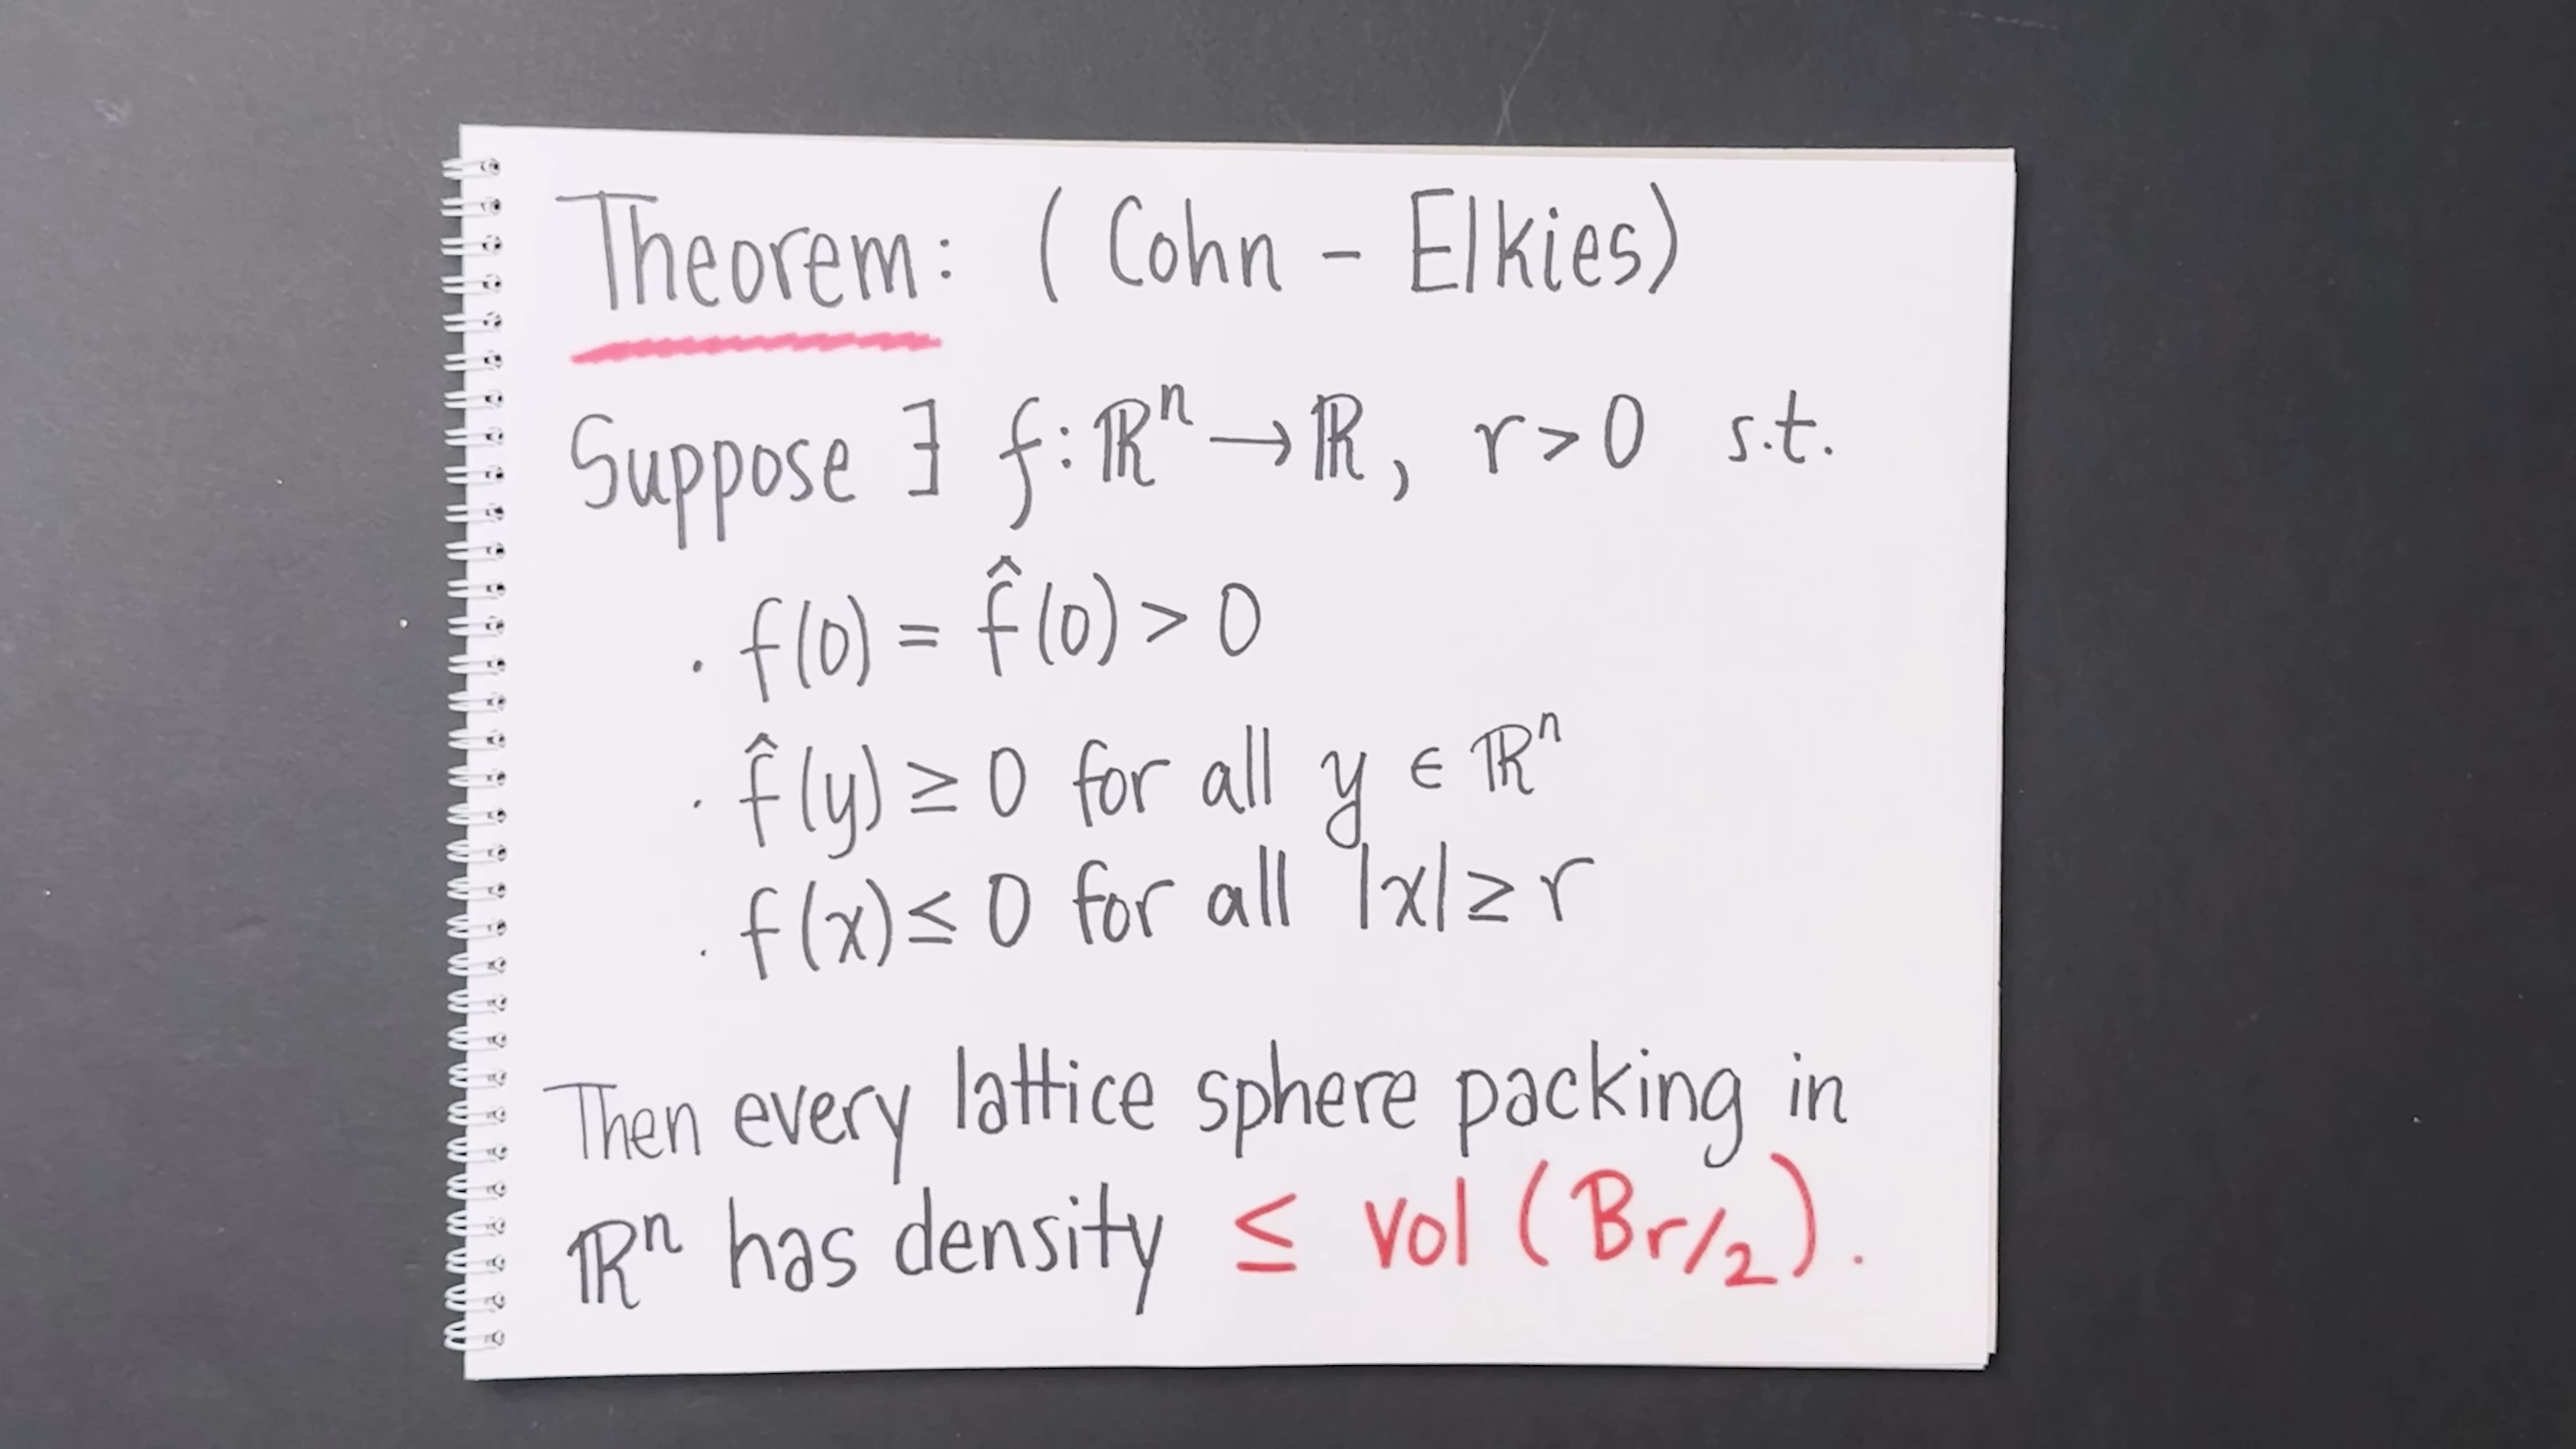 Theorem: (Cohn - Elkies)
Suppose ∃ f: ℝⁿ → ℝ, r > 0 s.t.
· f(0) = f̂(0) > 0
· f̂(y) ≥ 0 for all y ∈ ℝⁿ
· f(x) ≤ 0 for all |x| ≥ r
Then every lattice sphere packing in
ℝⁿ has density ≤ vol (Br/2).